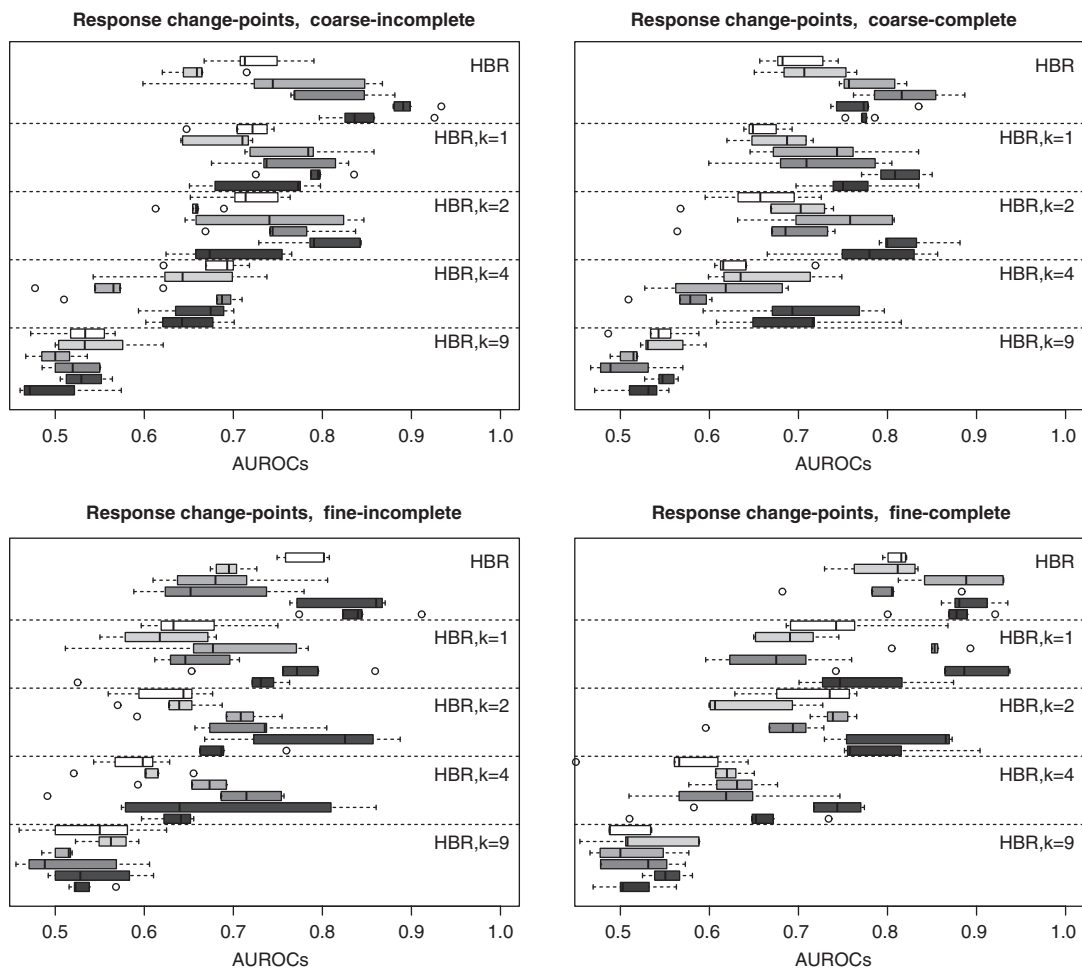 Response change-points, coarse-incomplete
HBR
HBR,k=1
HBR,k=2
HBR,k=4
HBR,k=9
0.5 0.6 0.7 0.8 0.9 1.0
AUROCs
Response change-points, coarse-complete
HBR
HBR,k=1
HBR,k=2
HBR,k=4
HBR,k=9
0.5 0.6 0.7 0.8 0.9 1.0
AUROCs
Response change-points, fine-incomplete
HBR
HBR,k=1
HBR,k=2
HBR,k=4
HBR,k=9
0.5 0.6 0.7 0.8 0.9 1.0
AUROCs
Response change-points, fine-complete
HBR
HBR,k=1
HBR,k=2
HBR,k=4
HBR,k=9
0.5 0.6 0.7 0.8 0.9 1.0
AUROCs